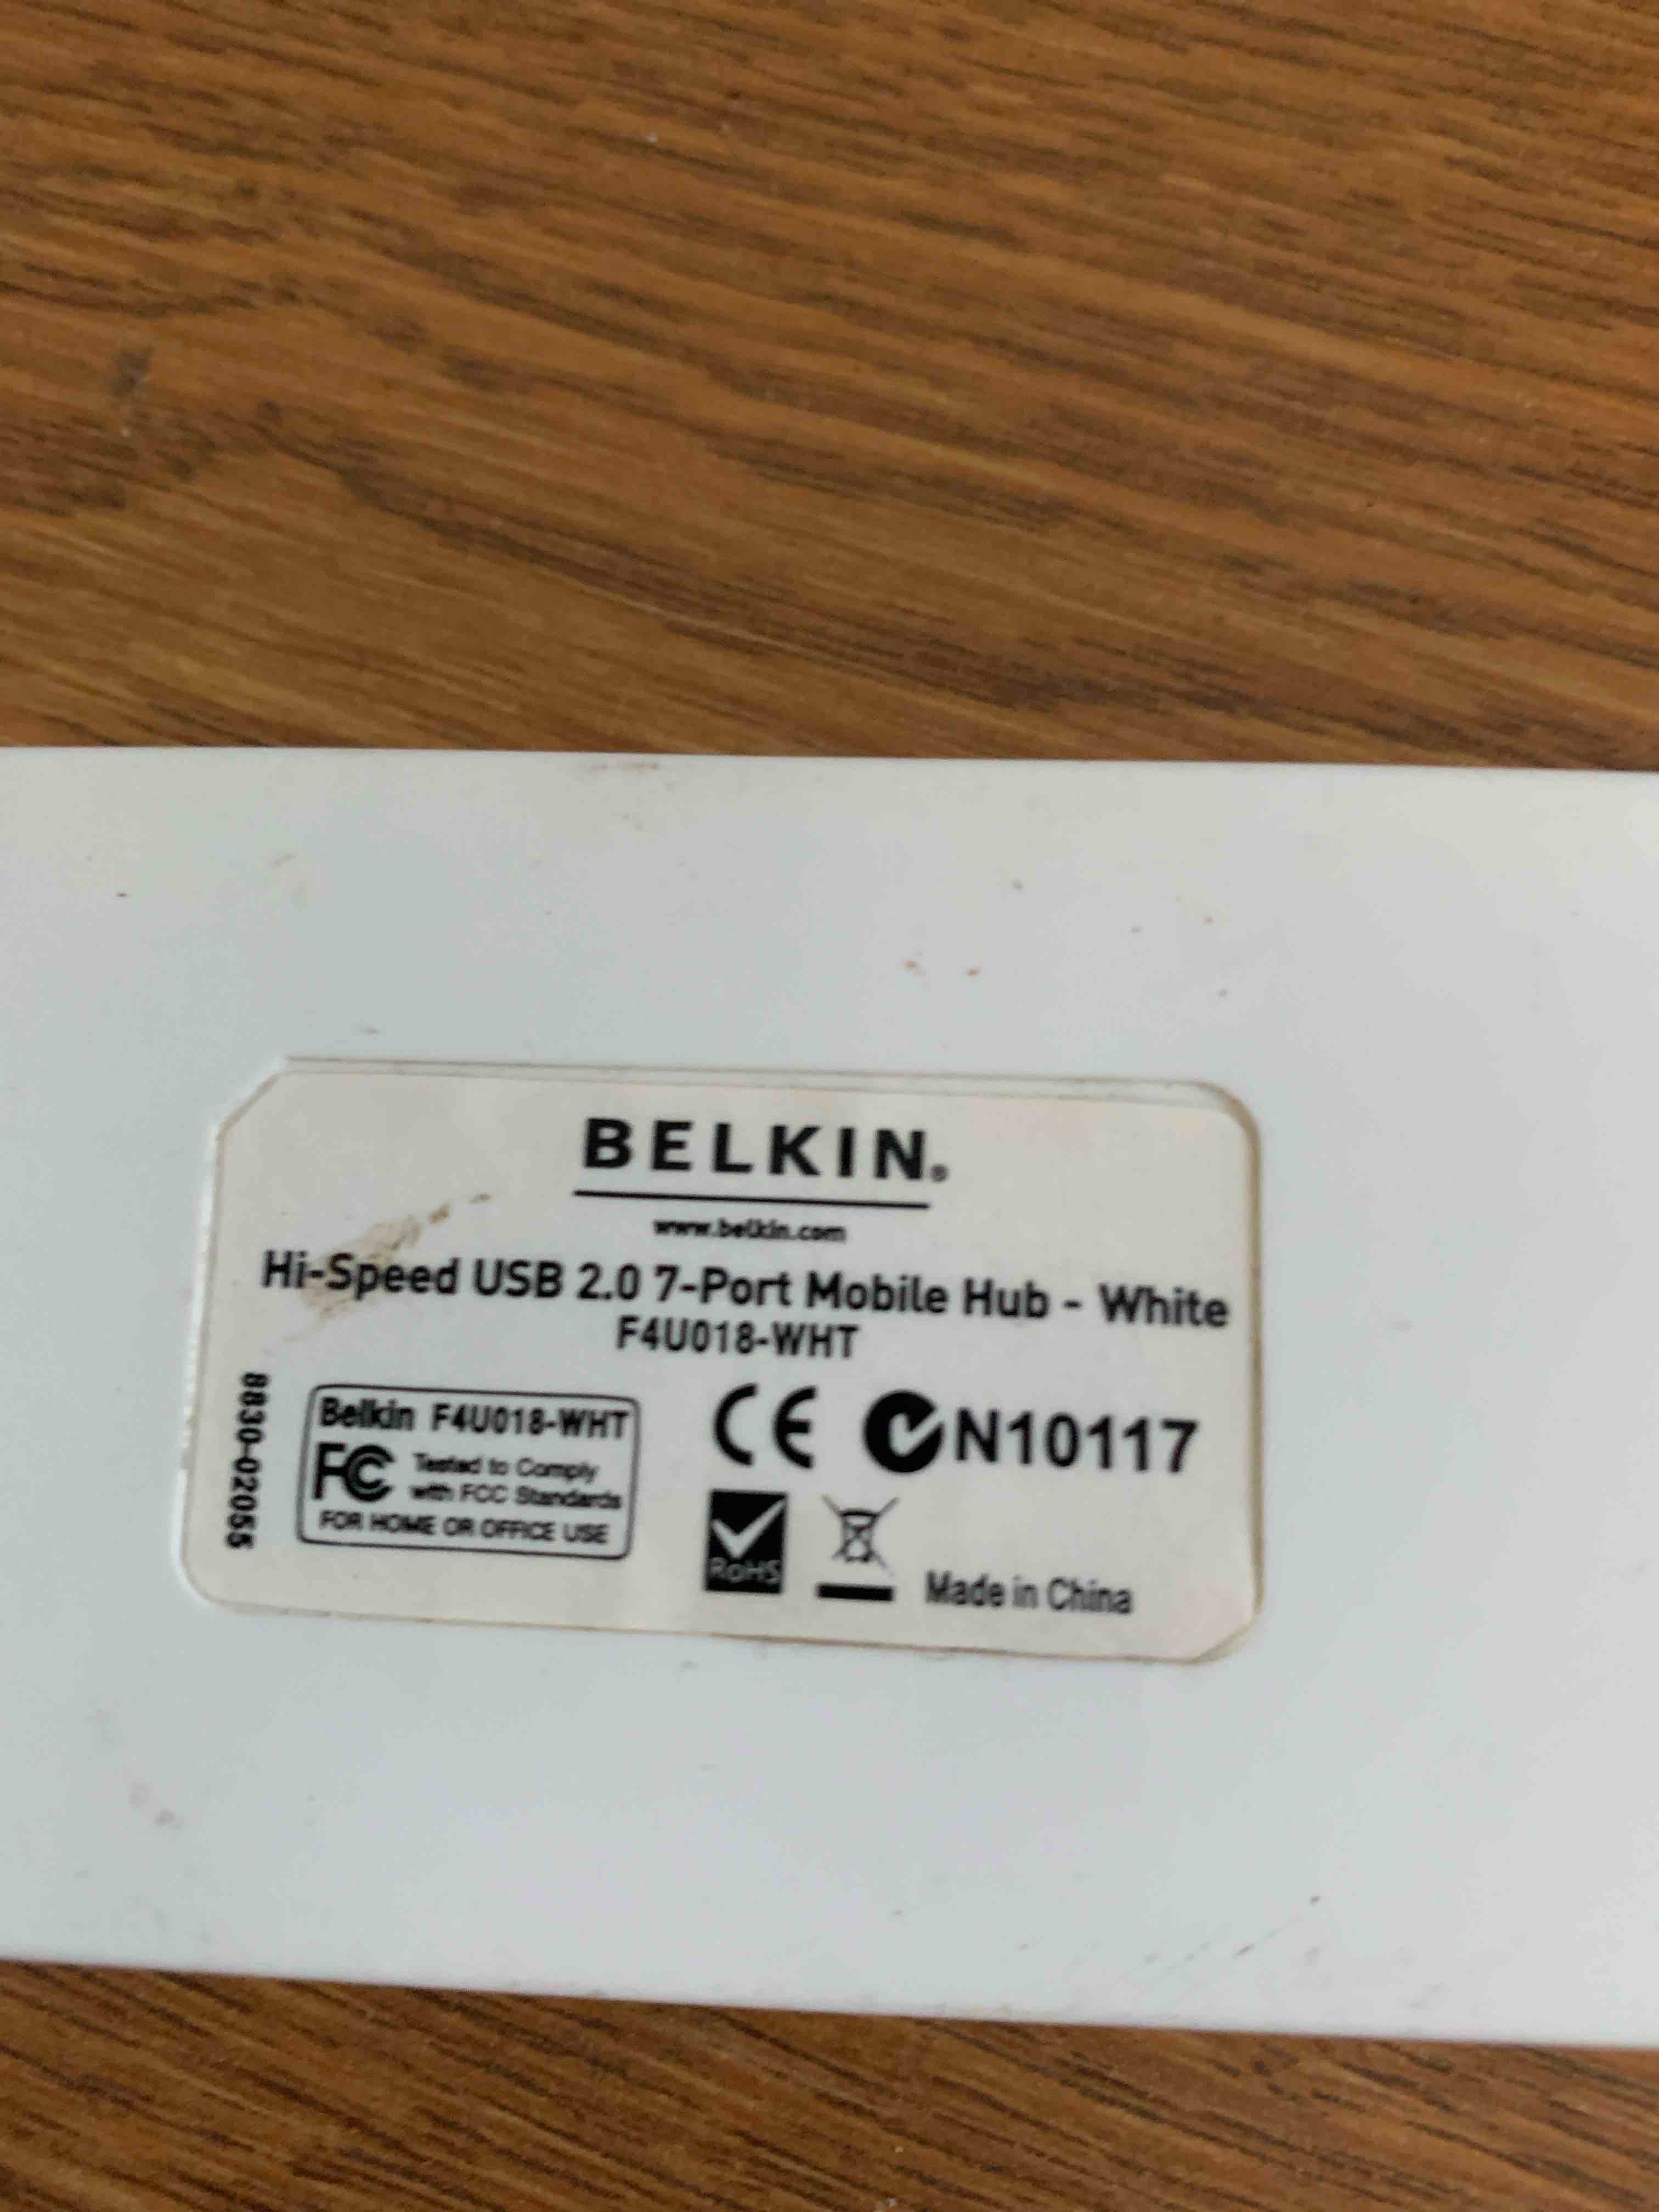 BELKIN®
www.belkin.com
Hi-Speed USB 2.0 7-Port Mobile Hub - White
F4U018-WHT
8830-02055
Belkin F4U018-WHT
FC Tested to Comply
with FCC Standards
FOR HOME OR OFFICE USE
CE N10117
RoHS
Made in China